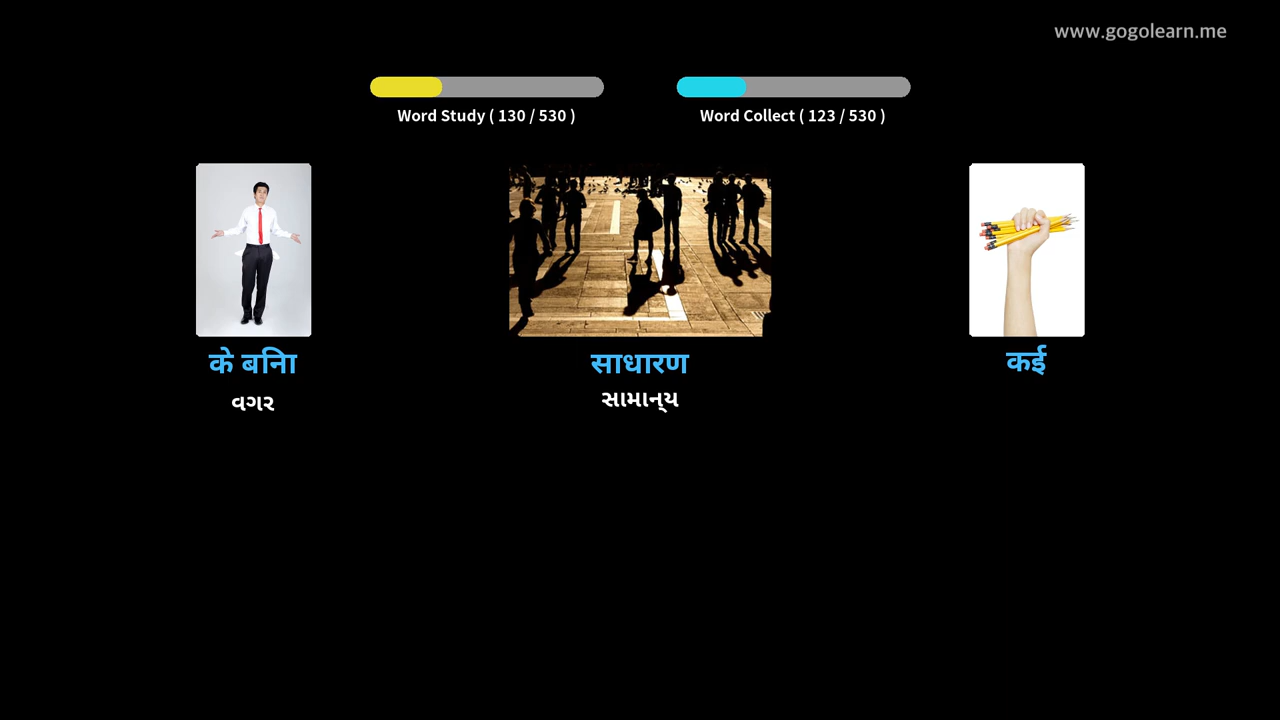 www.gogolearn.me
Word Study ( 130 / 530 )
Word Collect ( 123 / 530 )
के बिना
साधारण
कई
વગર
સામાન્ય